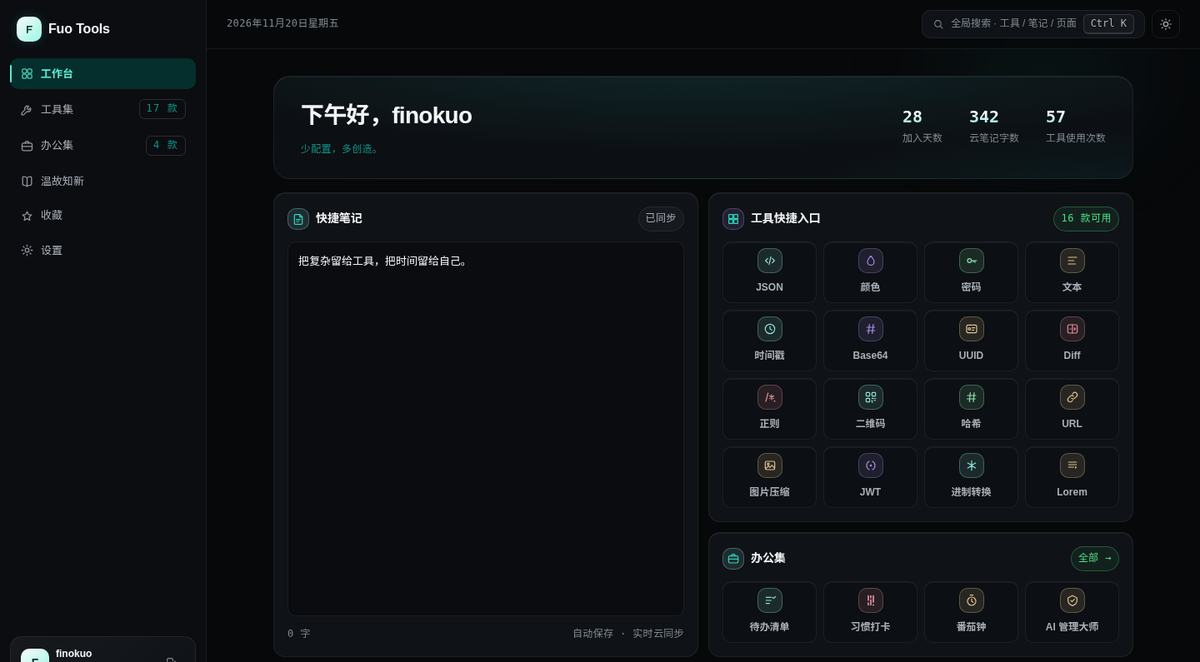 F
Fuo Tools
工作台
工具集
17 款
办公集
4 款
温故知新
收藏
设置
F
finokuo
2026年11月20日星期五
全局搜索 · 工具 / 笔记 / 页面
Ctrl K
下午好，finokuo
少配置，多创造。
28
加入天数
342
云笔记字数
57
工具使用次数
快捷笔记
已同步
把复杂留给工具，把时间留给自己。
0 字
自动保存 · 实时云同步
工具快捷入口
16 款可用
JSON
颜色
密码
文本
时间戳
Base64
UUID
Diff
正则
二维码
哈希
URL
图片压缩
JWT
进制转换
Lorem
办公集
全部 →
待办清单
习惯打卡
番茄钟
AI 管理大师